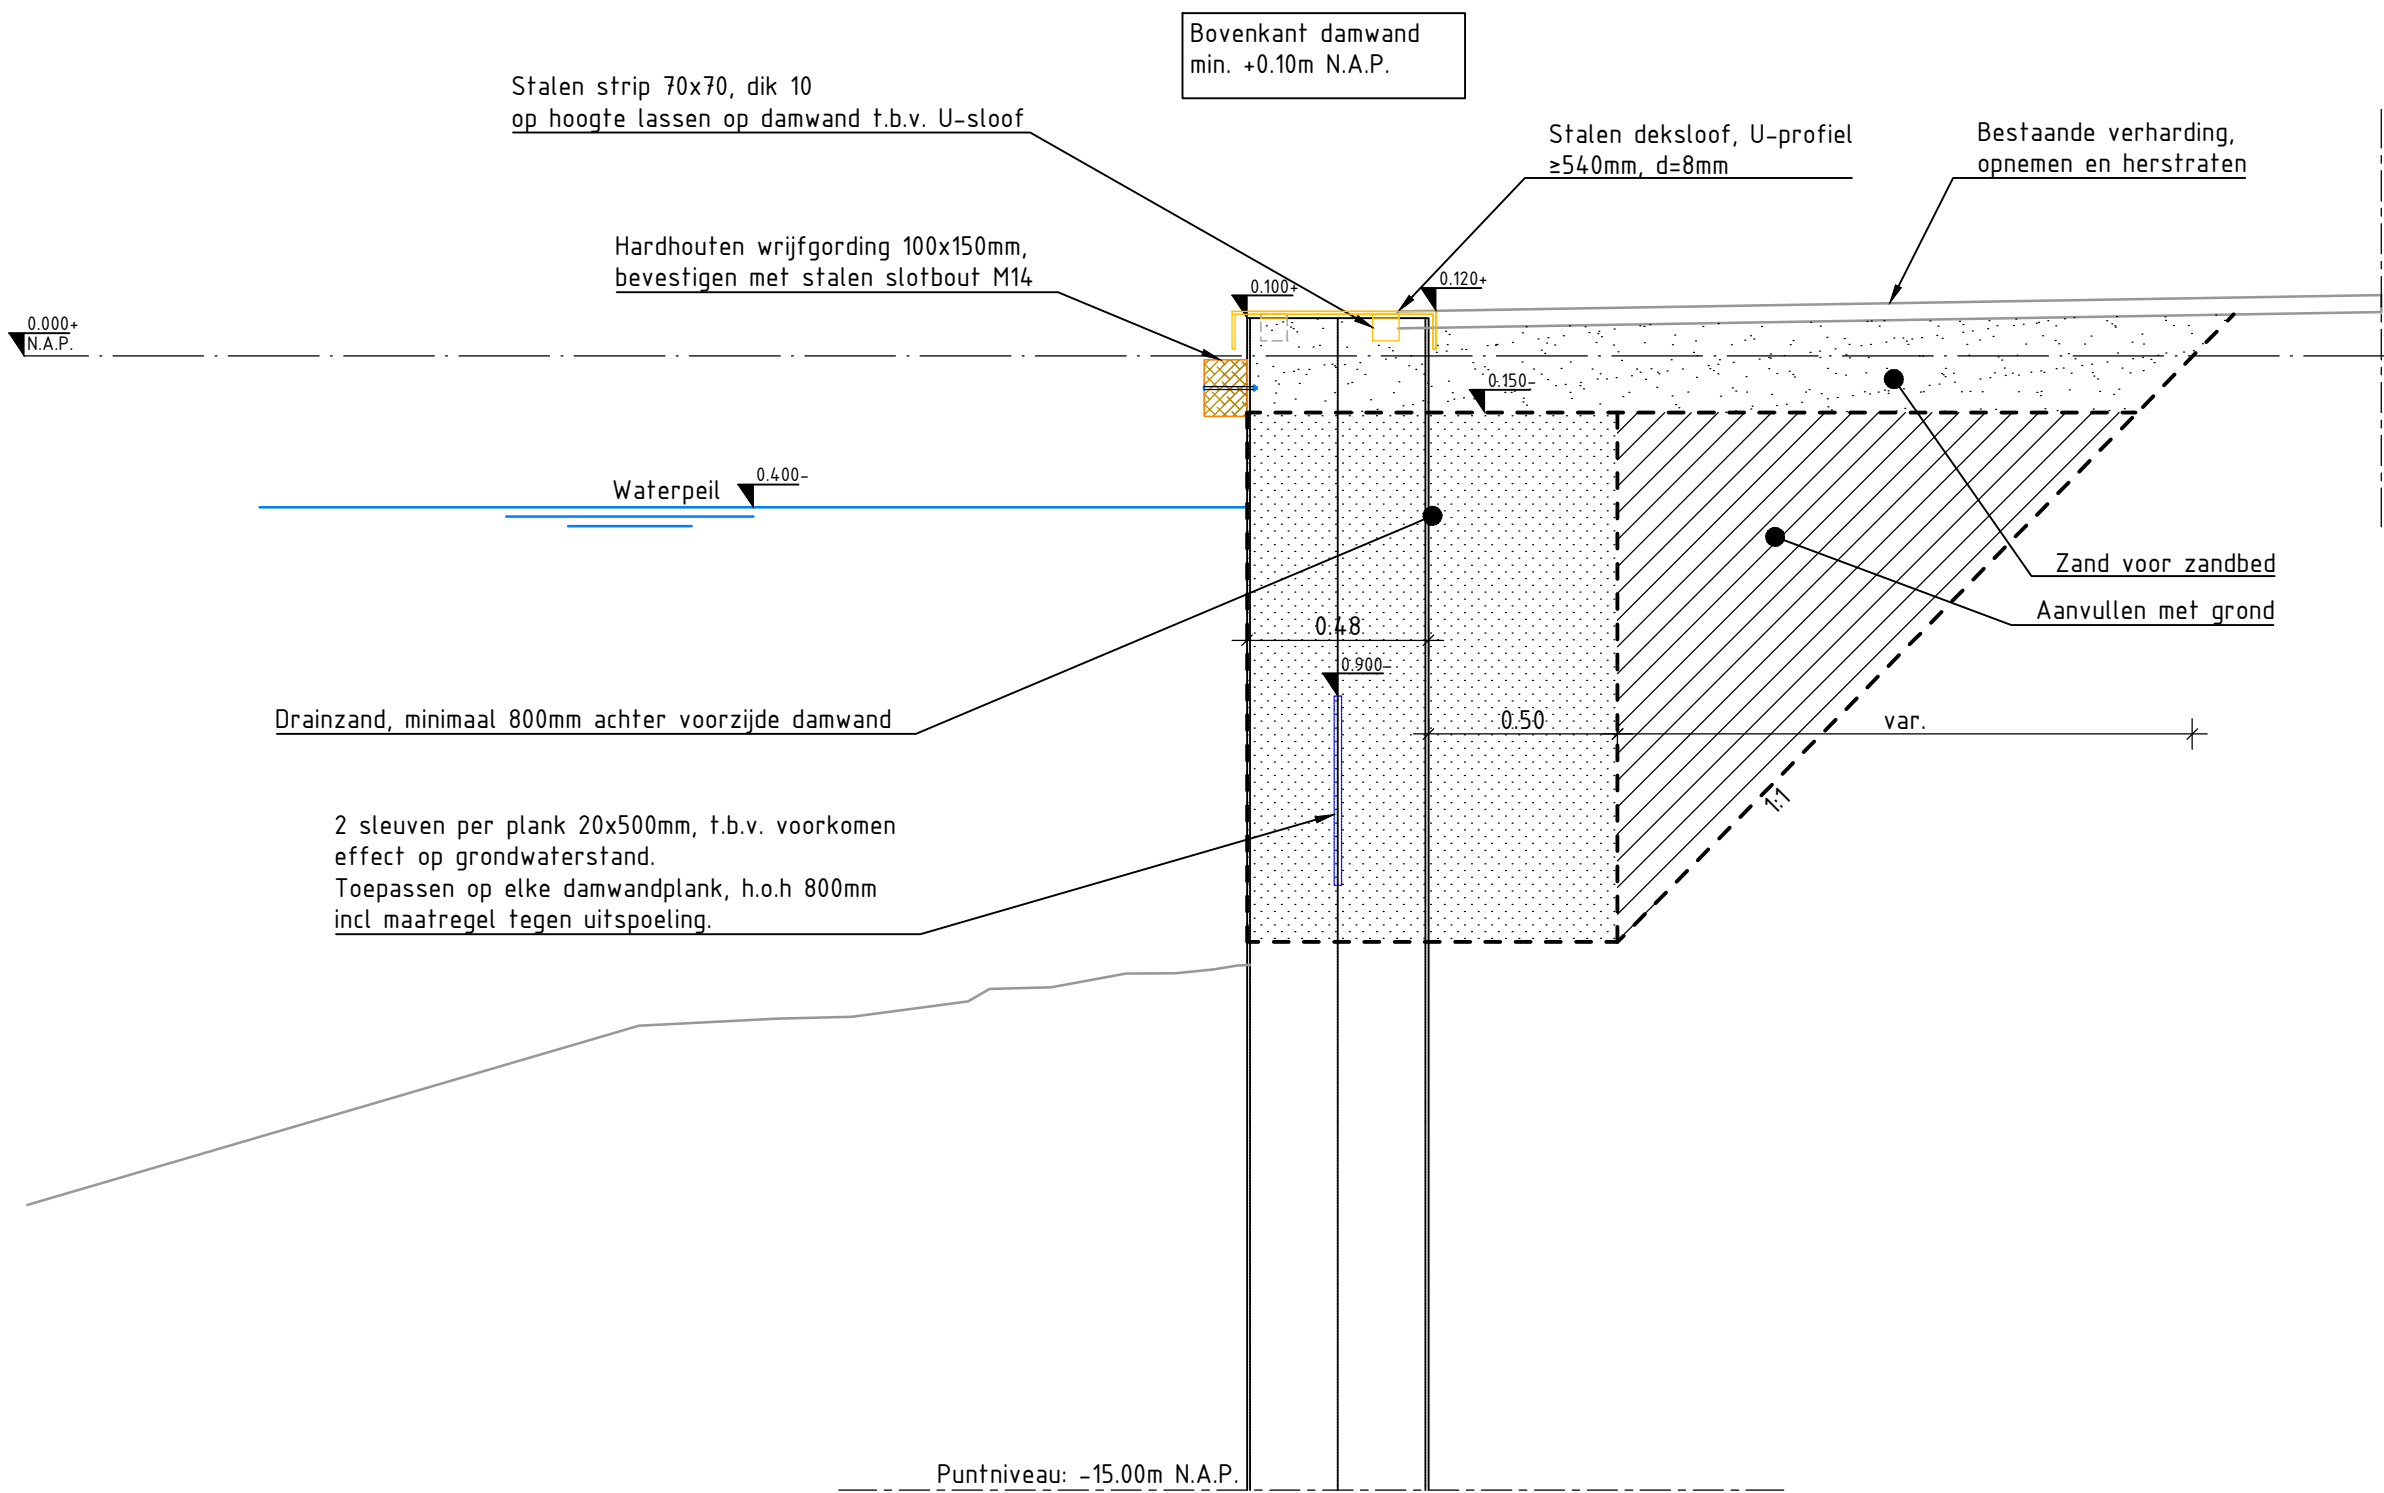 Bovenkant damwand
min. +0.10m N.A.P.
Stalen strip 70x70, dik 10
op hoogte lassen op damwand t.b.v. U-sloof
Stalen deksloof, U-profiel
≥540mm, d=8mm
Bestaande verharding,
opnemen en herstraten
Hardhouten wrijfgording 100x150mm,
bevestigen met stalen slotbout M14
0.100+
0.120+
0.000+
N.A.P.
0.150-
Waterpeil
0.400-
Zand voor zandbed
Aanvullen met grond
0.48
0.900-
Drainzand, minimaal 800mm achter voorzijde damwand
0.50
var.
1:1
2 sleuven per plank 20x500mm, t.b.v. voorkomen
effect op grondwaterstand.
Toepassen op elke damwandplank, h.o.h 800mm
incl maatregel tegen uitspoeling.
Puntniveau: -15.00m N.A.P.